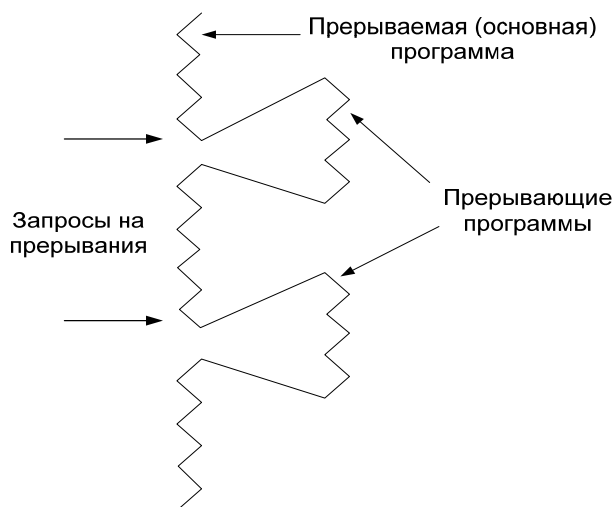 Прерываемая (основная)
программа
Запросы на
прерывания
Прерывающие
программы